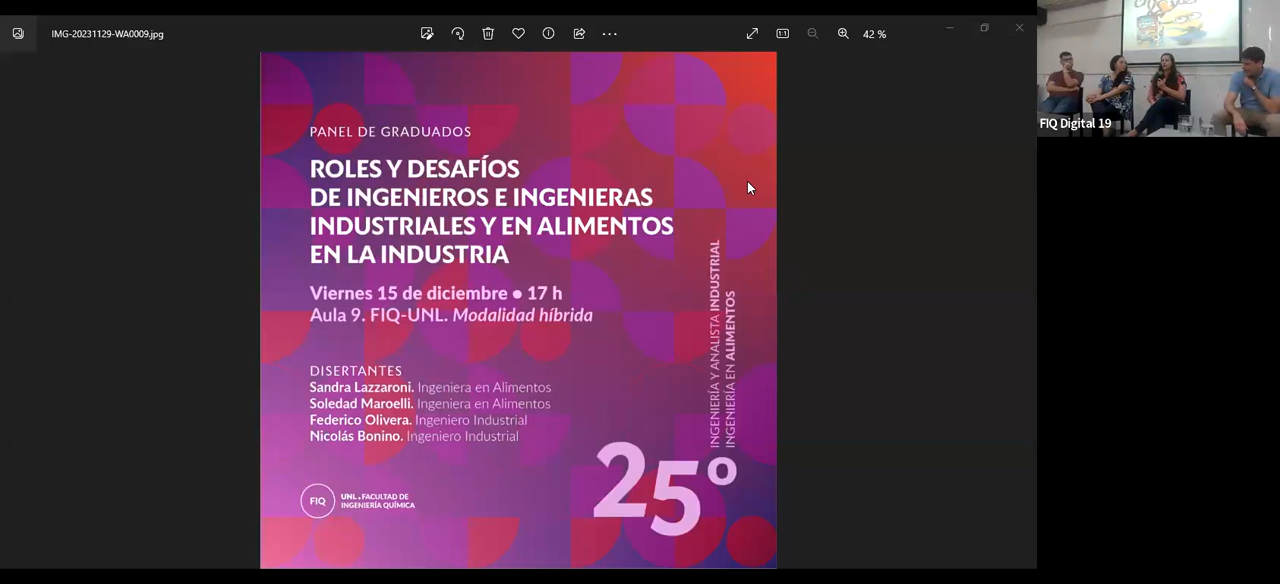 IMG-20231129-WA0009.jpg
42 %
PANEL DE GRADUADOS
ROLES Y DESAFÍOS
DE INGENIEROS E INGENIERAS
INDUSTRIALES Y EN ALIMENTOS
EN LA INDUSTRIA
Viernes 15 de diciembre • 17 h
Aula 9. FIQ-UNL. Modalidad híbrida
DISERTANTES
Sandra Lazzaroni. Ingeniera en Alimentos
Soledad Maroelli. Ingeniera en Alimentos
Federico Olivera. Ingeniero Industrial
Nicolás Bonino. Ingeniero Industrial
INGENIERÍA Y ANALISTA INDUSTRIAL
INGENIERÍA EN ALIMENTOS
25º
FIQ
UNL. FACULTAD DE
INGENIERÍA QUÍMICA
FIQ Digital 19